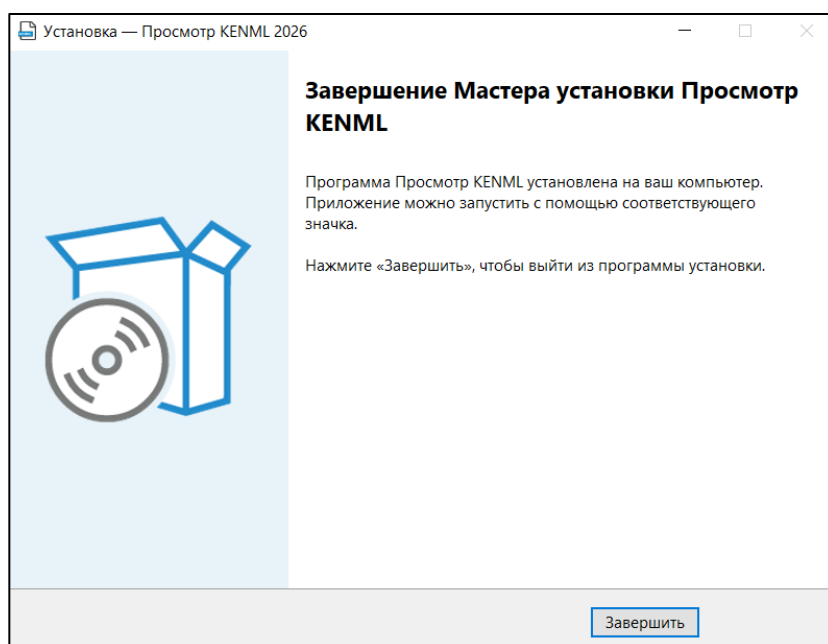 Установка — Просмотр KENML 2026
Завершение Мастера установки Просмотр
KENML
Программа Просмотр KENML установлена на ваш компьютер.
Приложение можно запустить с помощью соответствующего
значка.
Нажмите «Завершить», чтобы выйти из программы установки.
Завершить